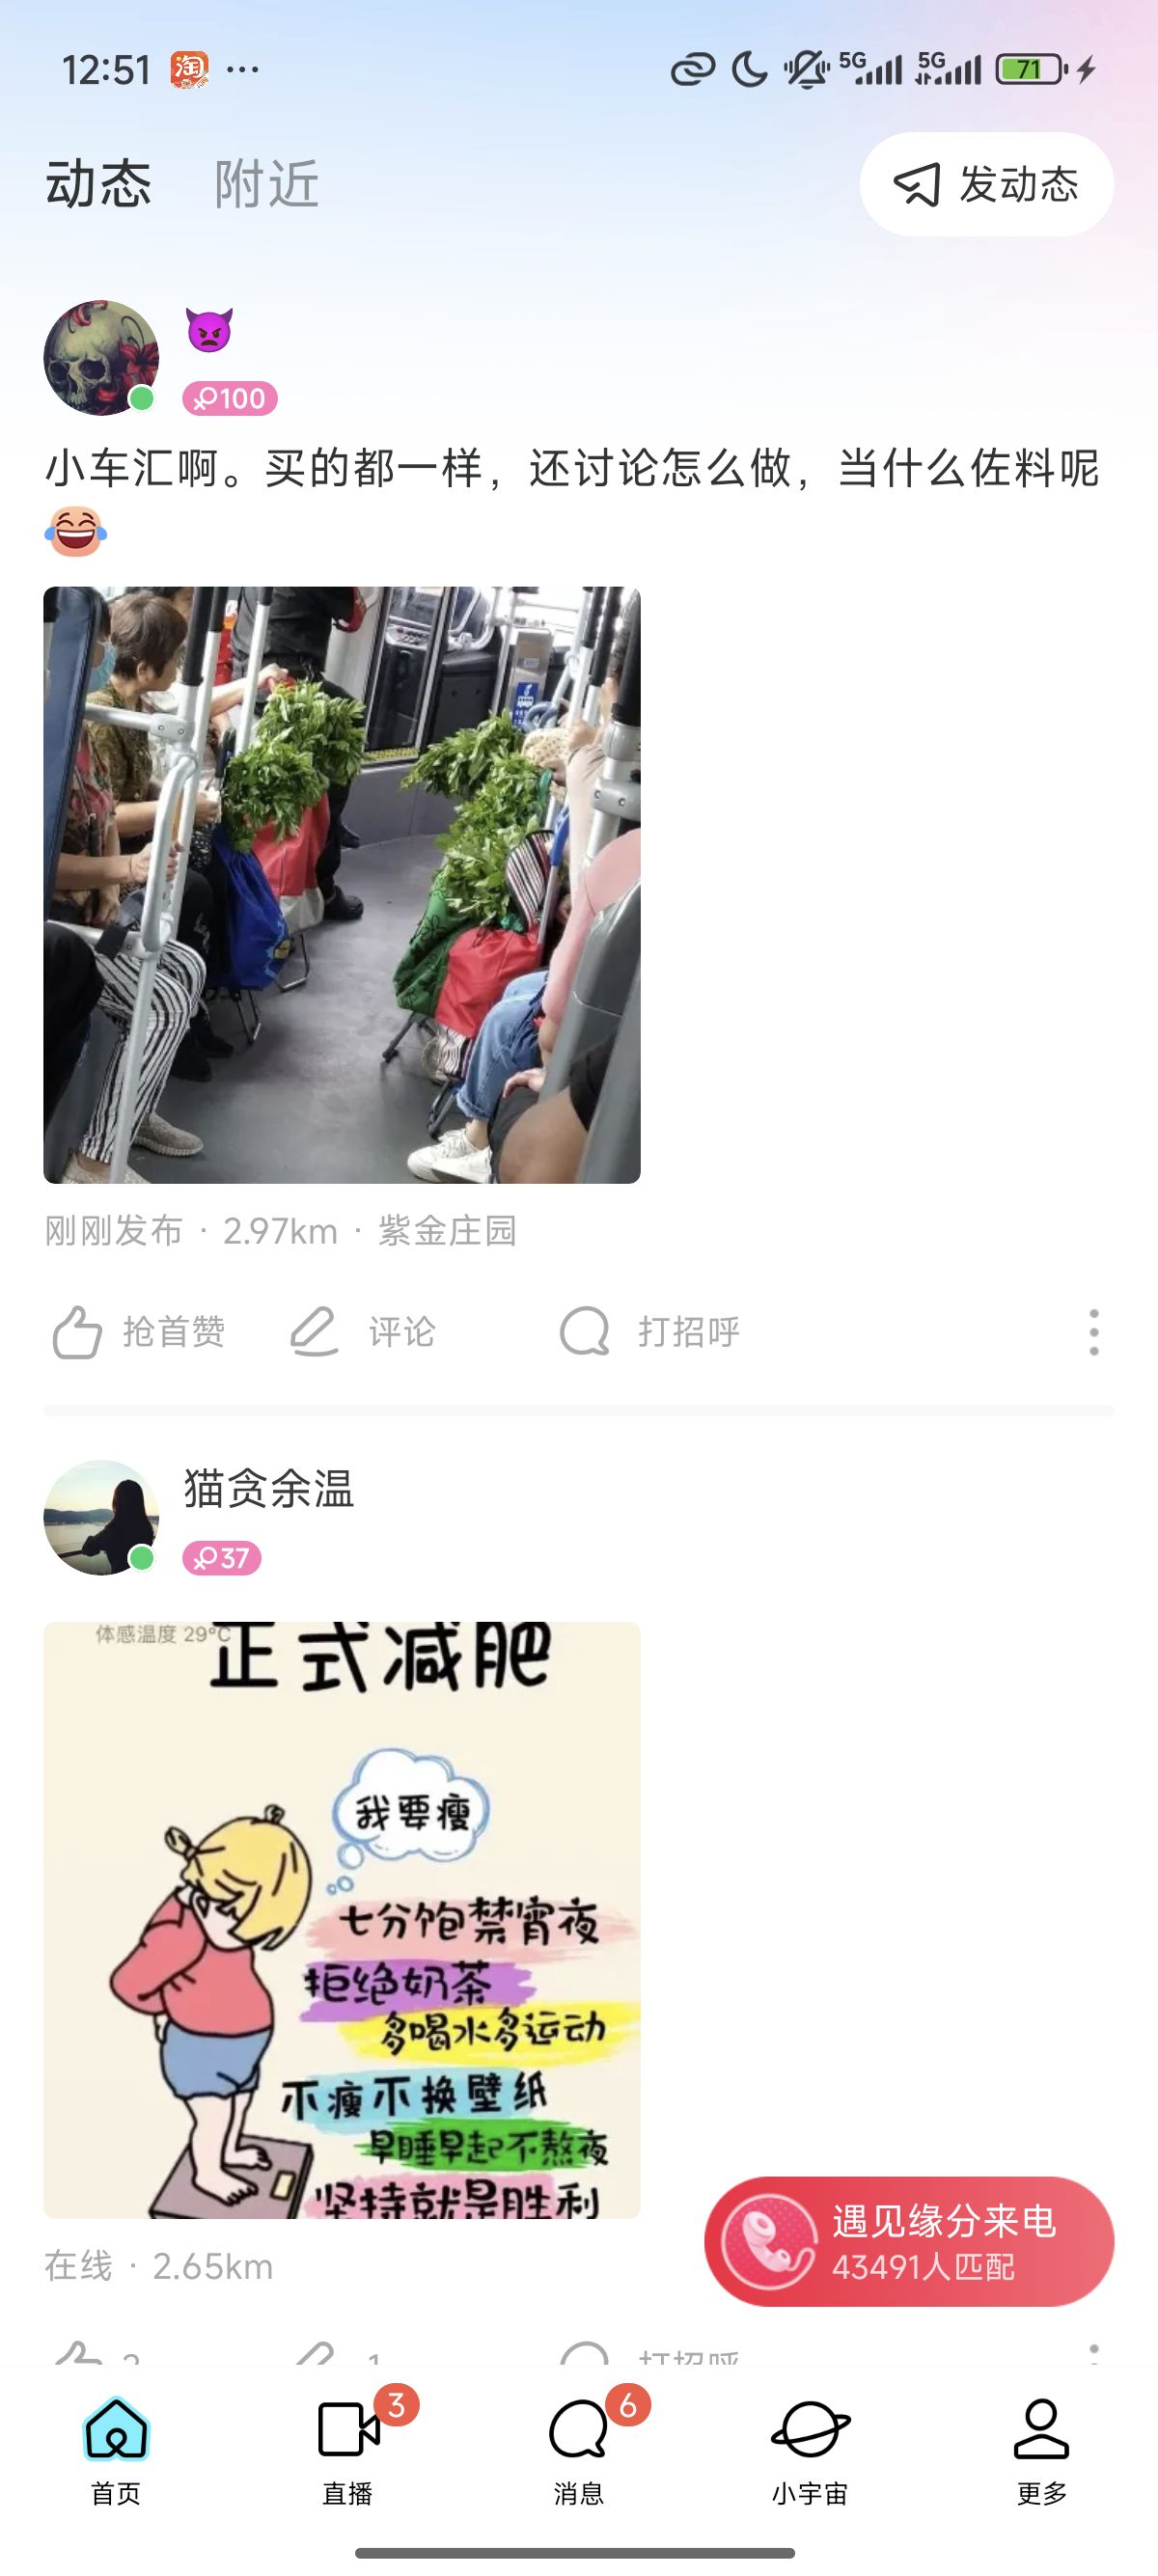 12:51 淘 ...
5G 5G 71
动态 附近 发动态
👿
♀100
小车汇啊。买的都一样，还讨论怎么做，当什么佐料呢
😂
刚刚发布 · 2.97km · 紫金庄园
抢首赞 评论 打招呼
猫贪余温
♀37
体感温度 29°C
正式减肥
我要瘦
七分饱禁宵夜
拒绝奶茶
多喝水多运动
不瘦不换壁纸
早睡早起不熬夜
坚持就是胜利
遇见缘分来电
43491人匹配
在线 · 2.65km
1 打招呼
3 6
首页 直播 消息 小宇宙 更多